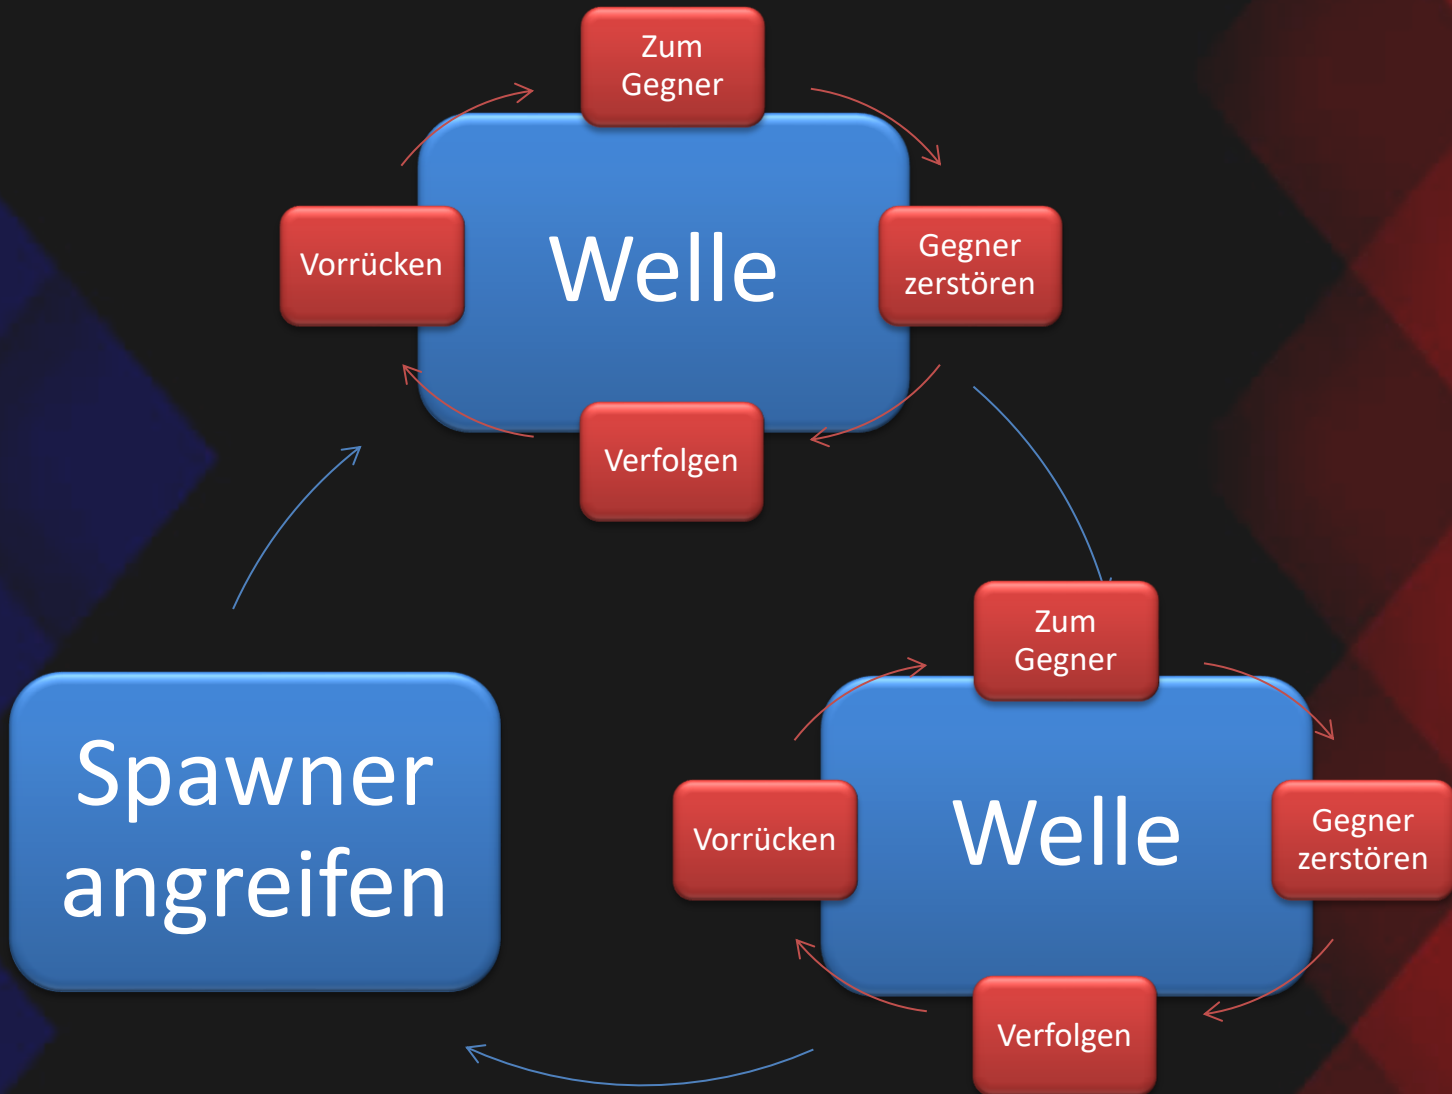 Zum
Gegner
Vorrücken
Welle
Gegner
zerstören
Verfolgen
Zum
Gegner
Spawner
angreifen
Vorrücken
Welle
Gegner
zerstören
Verfolgen